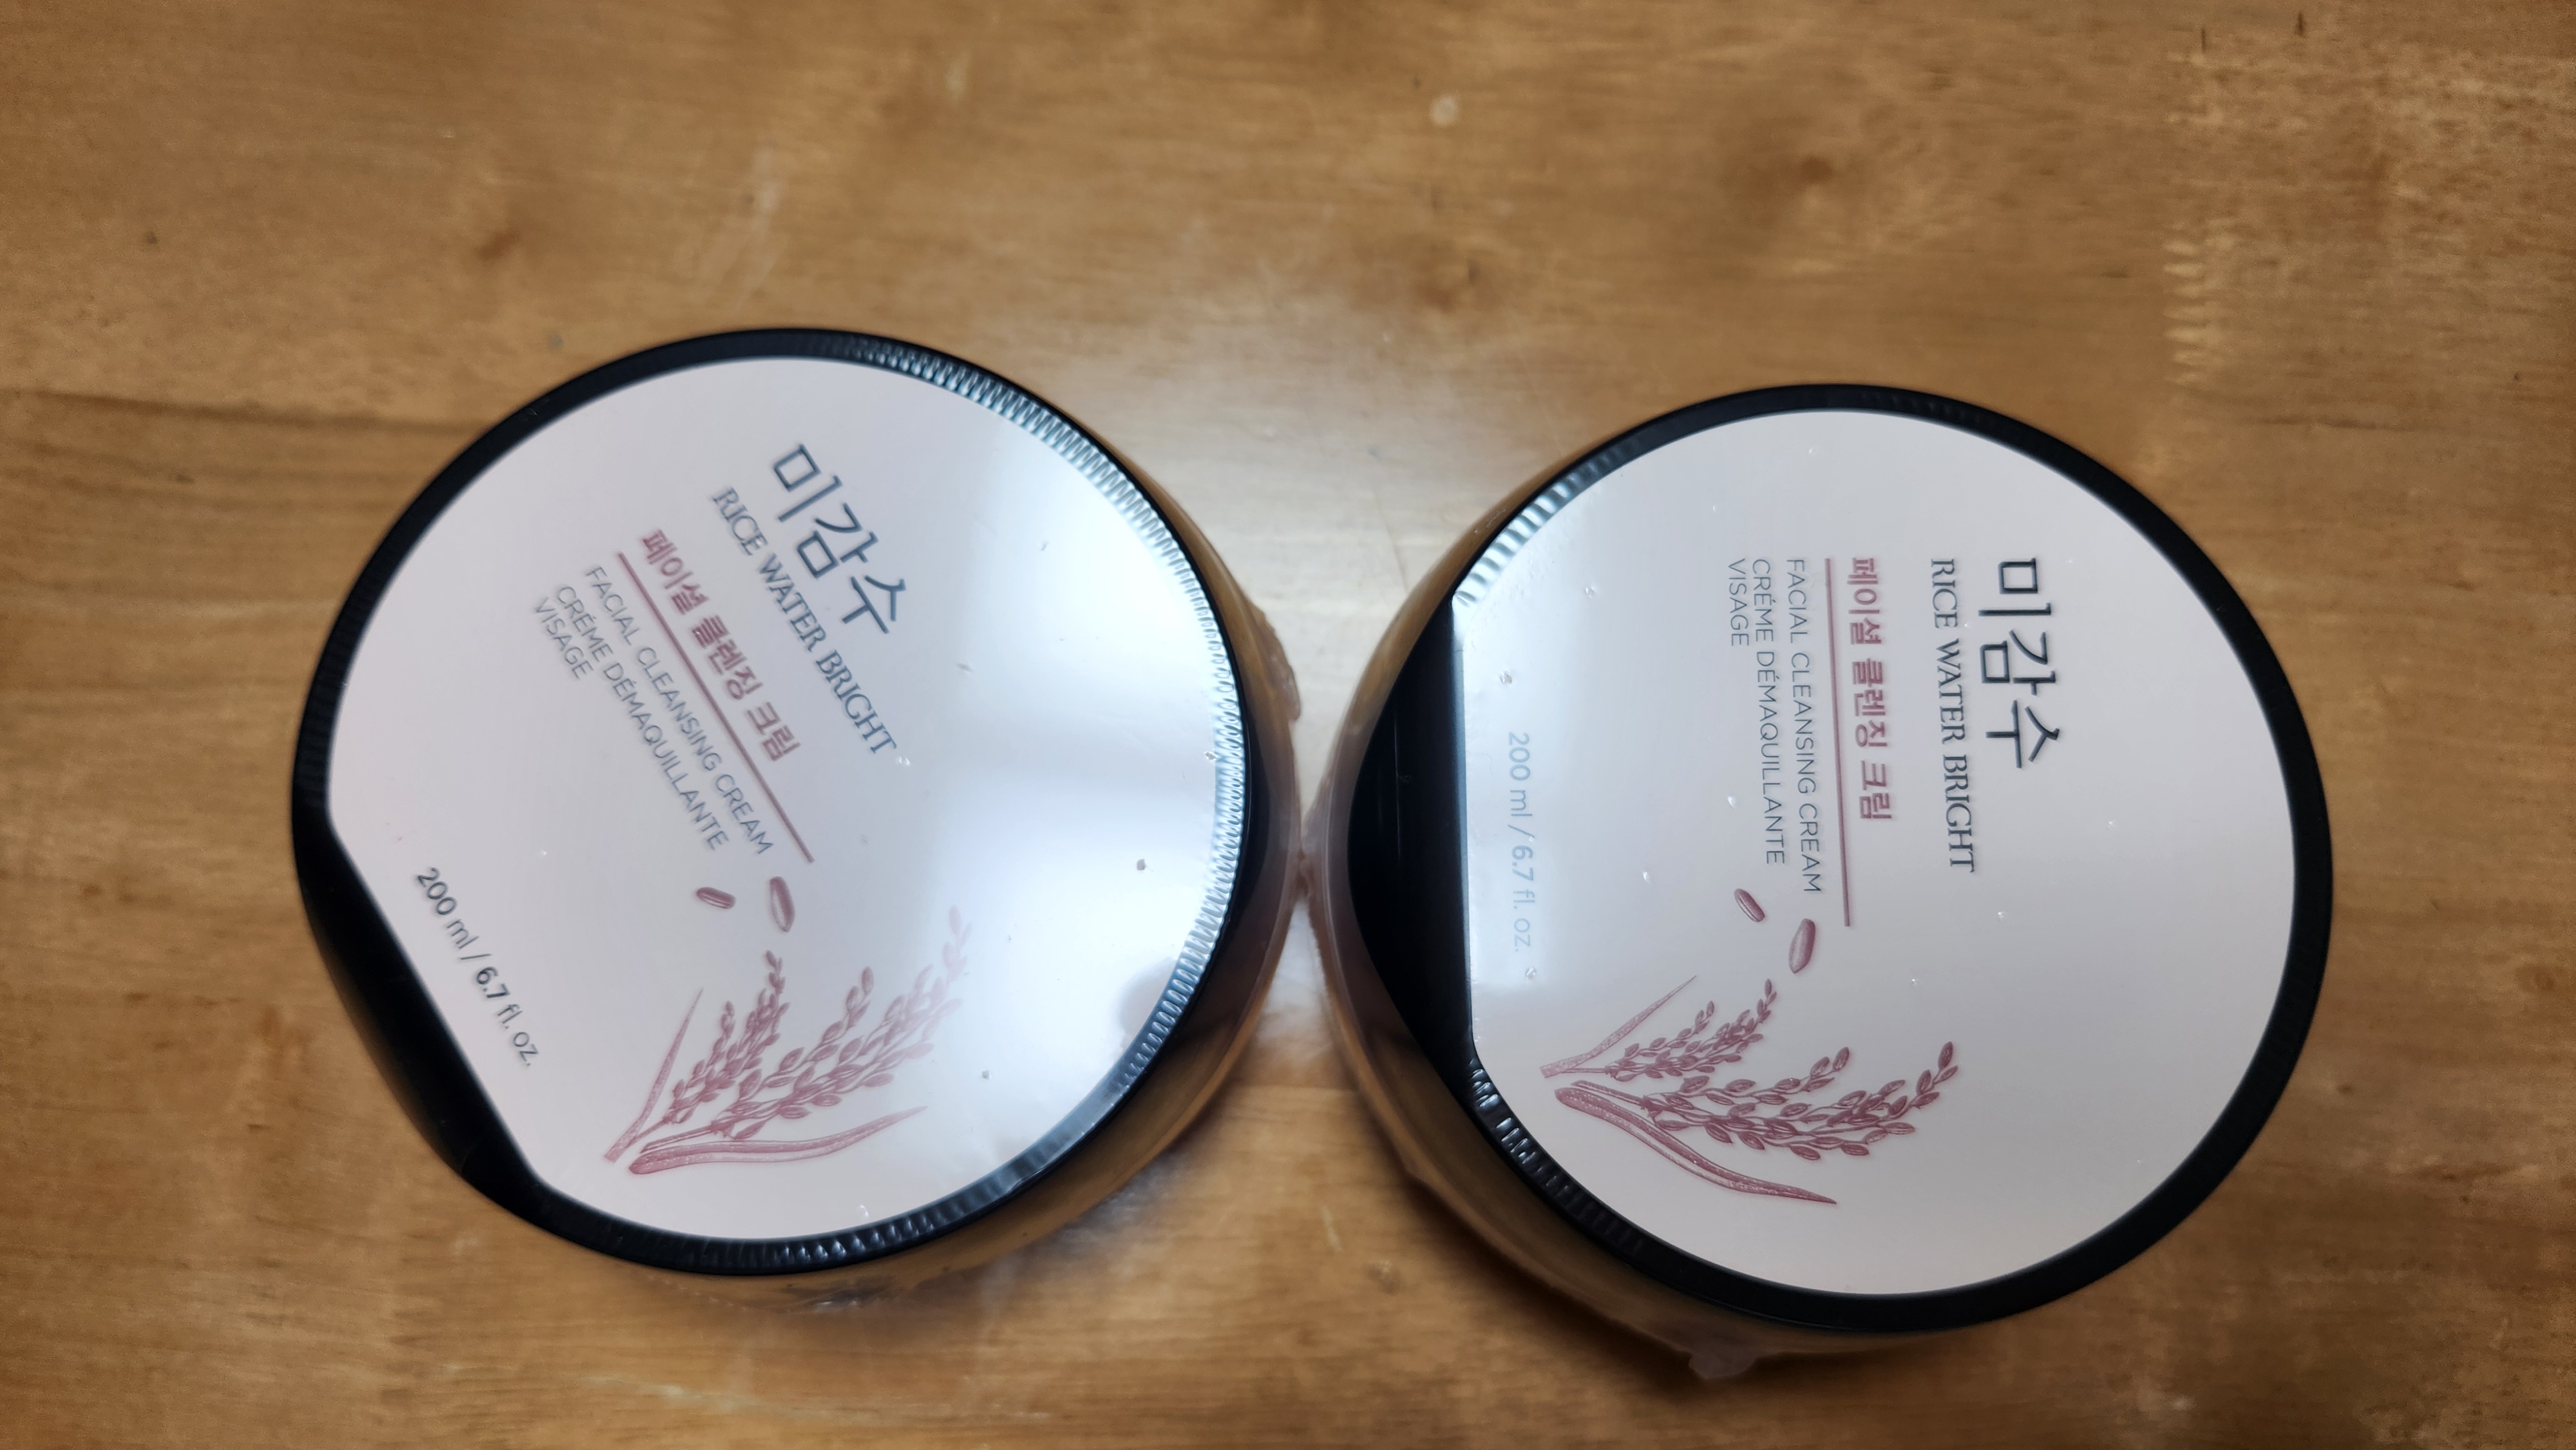 미감수
RICE WATER BRIGHT
페이셜 클렌징 크림
FACIAL CLEANSING CREAM
CRÉME DÉMAQUILLANTE
VISAGE
200 ml / 6.7 fl. oz.
미감수
RICE WATER BRIGHT
페이셜 클렌징 크림
FACIAL CLEANSING CREAM
CRÉME DÉMAQUILLANTE
VISAGE
200 ml / 6.7 fl. oz.